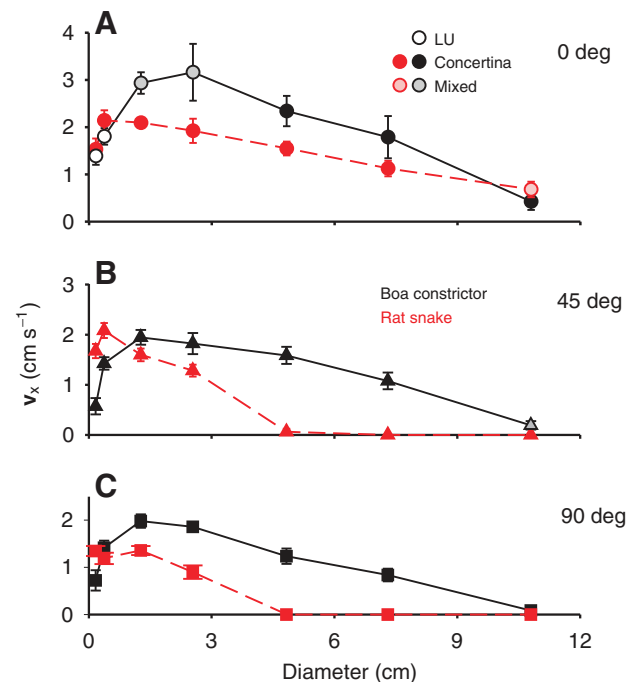 A
LU
Concertina
Mixed
0 deg
4
3
2
1
0
B
Boa constrictor
Rat snake
45 deg
3
2
1
0
vₓ (cm s⁻¹)
C
90 deg
2
1
0
0 3 6 9 12
Diameter (cm)